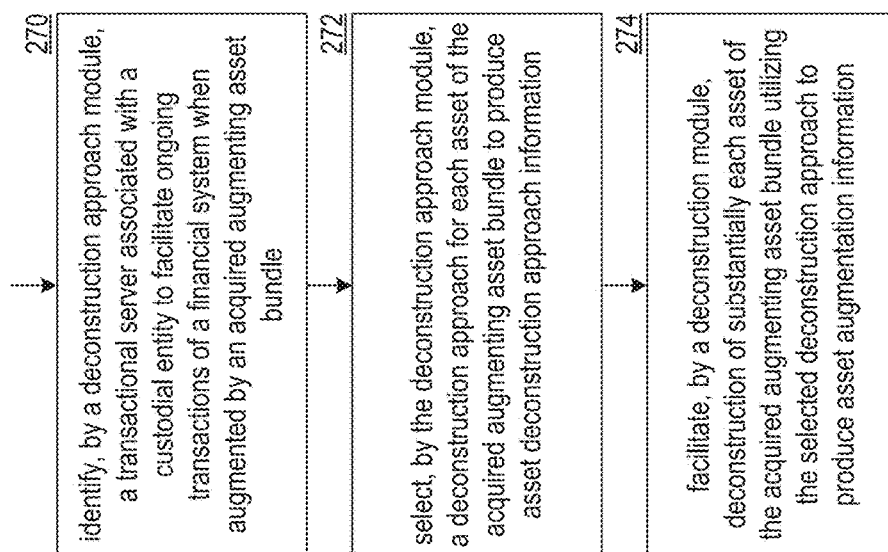 270
identify, by a deconstruction approach module,
a transactional server associated with a
custodial entity to facilitate ongoing
transactions of a financial system when
augmented by an acquired augmenting asset
bundle
272
select, by the deconstruction approach module,
a deconstruction approach for each asset of the
acquired augmenting asset bundle to produce
asset deconstruction approach information
274
facilitate, by a deconstruction module,
deconstruction of substantially each asset of
the acquired augmenting asset bundle utilizing
the selected deconstruction approach to
produce asset augmentation information